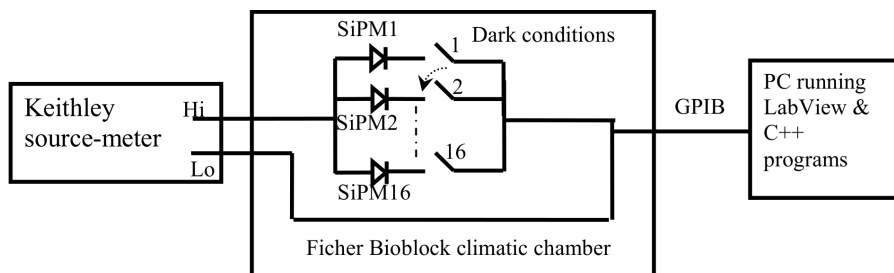 SiPM1
1
Dark conditions
2
SiPM2
16
SiPM16
Keithley
source-meter
Hi
Lo
GPIB
PC running
LabView &
C++
programs
Ficher Bioblock climatic chamber